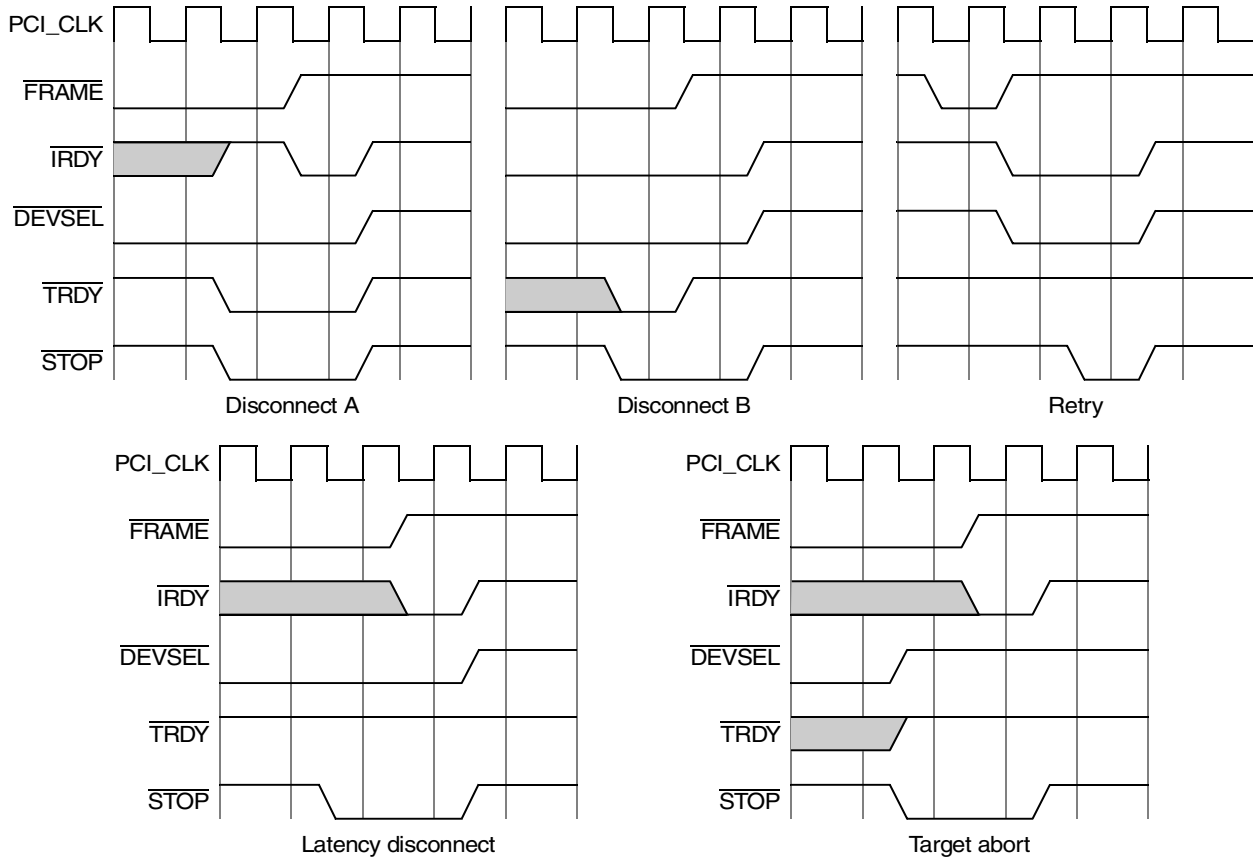 PCI_CLK
FRAME
IRDY
DEVSEL
TRDY
STOP
Disconnect A
Disconnect B
Retry
PCI_CLK
FRAME
IRDY
DEVSEL
TRDY
STOP
Latency disconnect
PCI_CLK
FRAME
IRDY
DEVSEL
TRDY
STOP
Target abort